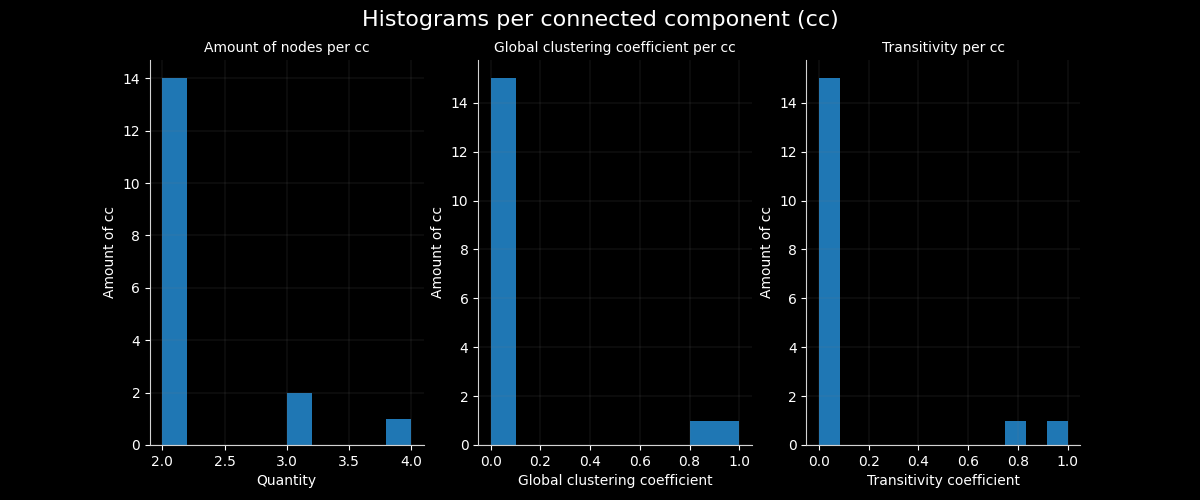 Histograms per connected component (cc)
Amount of nodes per cc
Amount of cc
14
12
10
8
6
4
2
0
2.0 2.5 3.0 3.5 4.0
Quantity
Global clustering coefficient per cc
Amount of cc
14
12
10
8
6
4
2
0
0.0 0.2 0.4 0.6 0.8 1.0
Global clustering coefficient
Transitivity per cc
Amount of cc
14
12
10
8
6
4
2
0
0.0 0.2 0.4 0.6 0.8 1.0
Transitivity coefficient